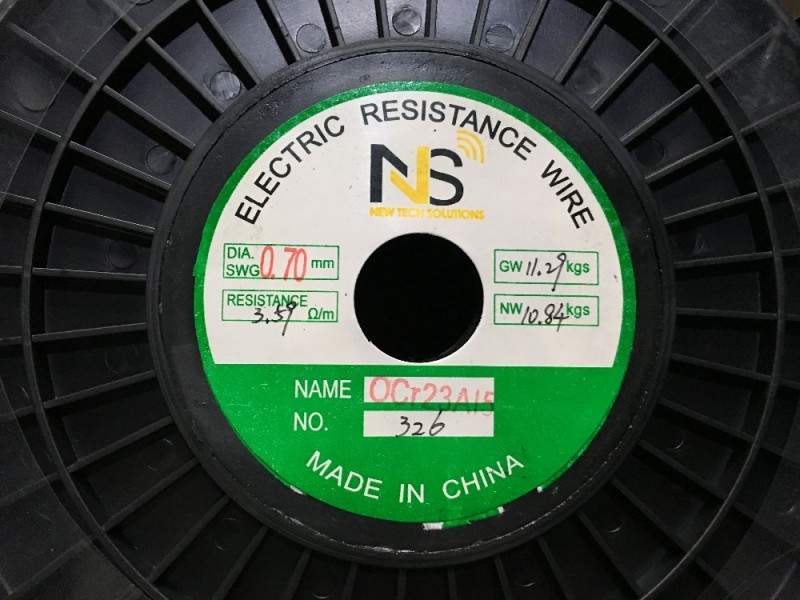 ELECTRIC RESISTANCE WIRE
NS
NEW TECH SOLUTIONS
DIA.
SWG 0.70 mm
GW 11.29 kgs
RESISTANCE
3.59 Ω/m
NW 10.84 kgs
NAME OCr23Al5
NO. 326
MADE IN CHINA